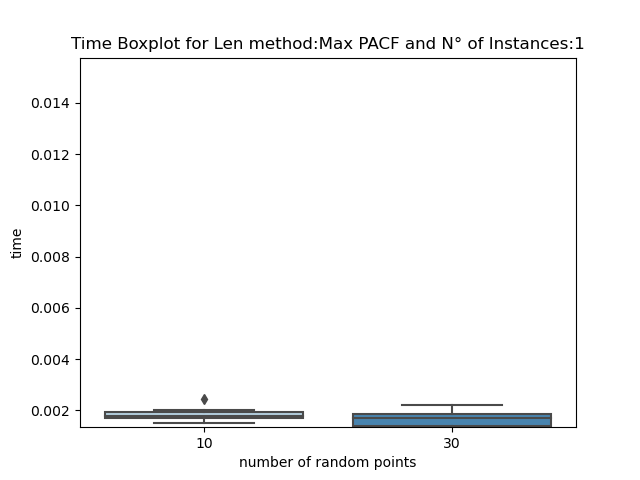 Time Boxplot for Len method:Max PACF and N° of Instances:1
0.014
0.012
0.010
0.008
0.006
0.004
0.002
time
10 30
number of random points